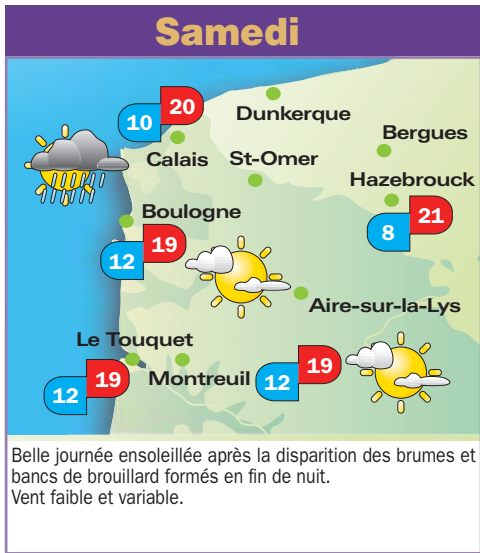 Samedi
10 20
Dunkerque
Bergues
Calais
St-Omer
Hazebrouck
Boulogne
8 21
12 19
Aire-sur-la-Lys
Le Touquet
12 19
Montreuil
12 19
Belle journée ensoleillée après la disparition des brumes et
bancs de brouillard formés en fin de nuit.
Vent faible et variable.